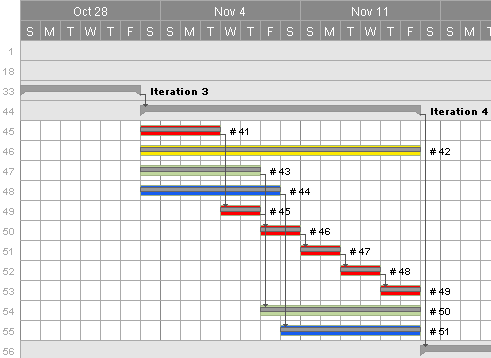 Oct 28 Nov 4 Nov 11
S M T W T F S S M T W T F S S M T W T F S S M T
1
18
33 Iteration 3
44 Iteration 4
45 # 41
46 # 42
47 # 43
48 # 44
49 # 45
50 # 46
51 # 47
52 # 48
53 # 49
54 # 50
55 # 51
56